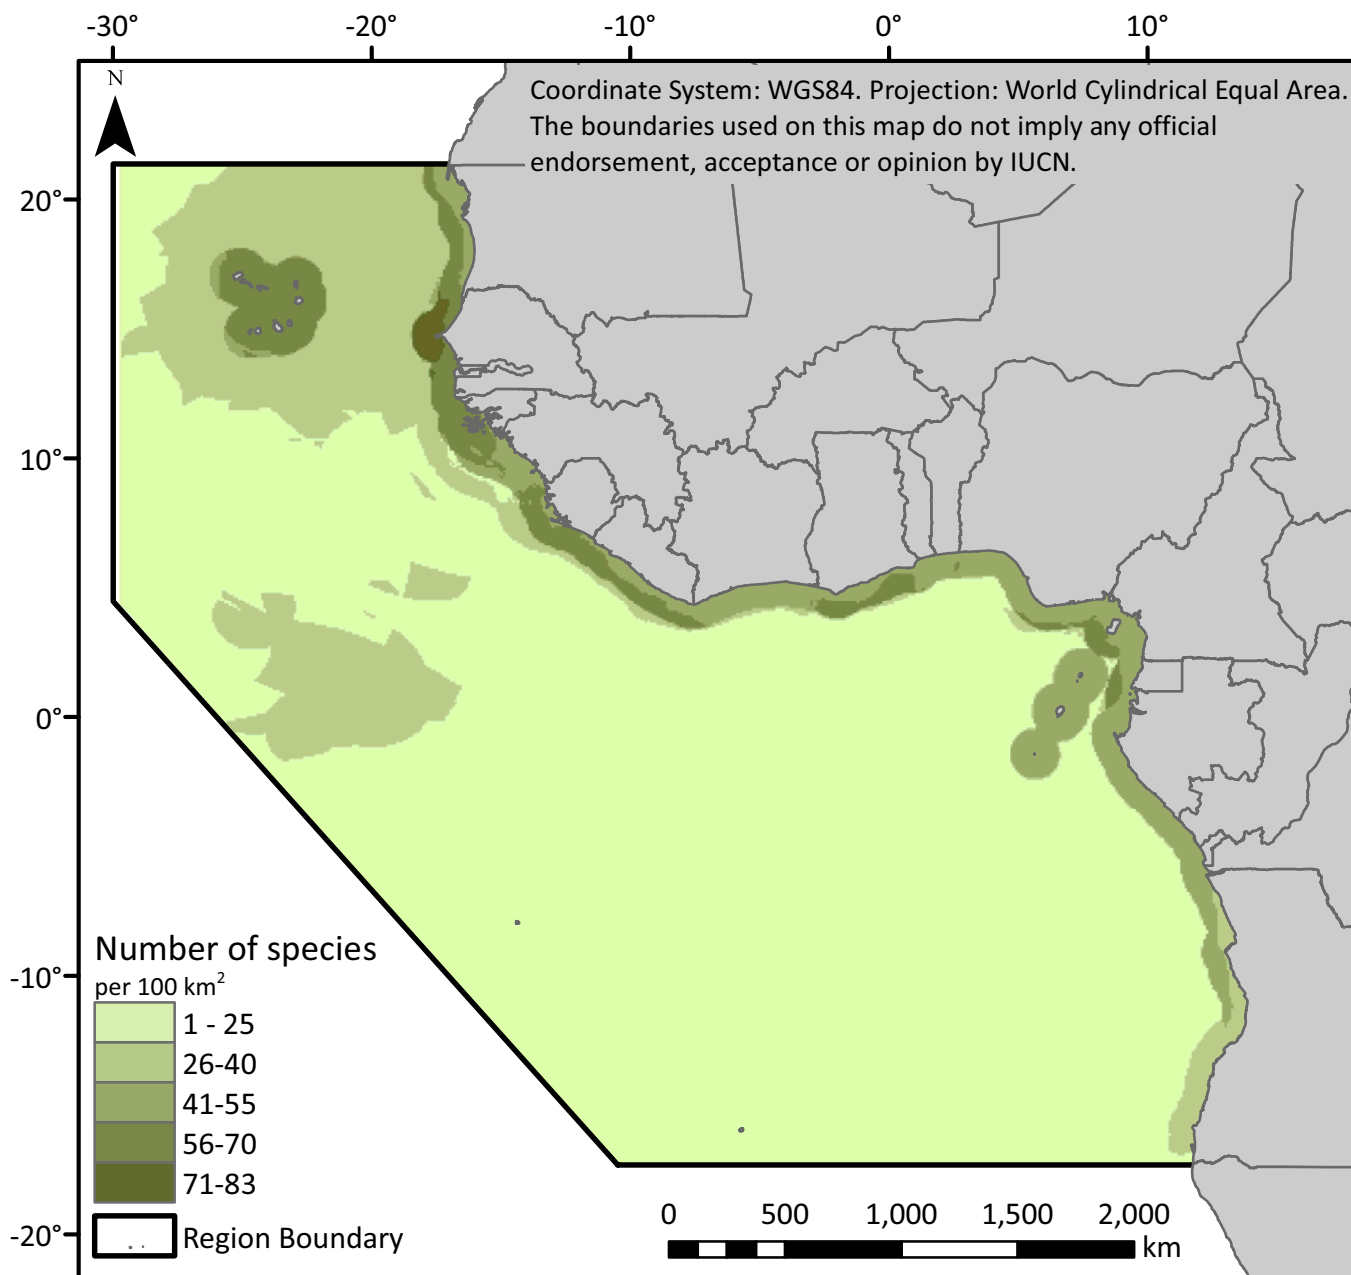 -30° -20° -10° 0° 10°
N
Coordinate System: WGS84. Projection: World Cylindrical Equal Area.
The boundaries used on this map do not imply any official
endorsement, acceptance or opinion by IUCN.
20°
10°
0°
-10°
-20°
Number of species
per 100 km²
1 - 25
26-40
41-55
56-70
71-83
Region Boundary
0 500 1,000 1,500 2,000
km